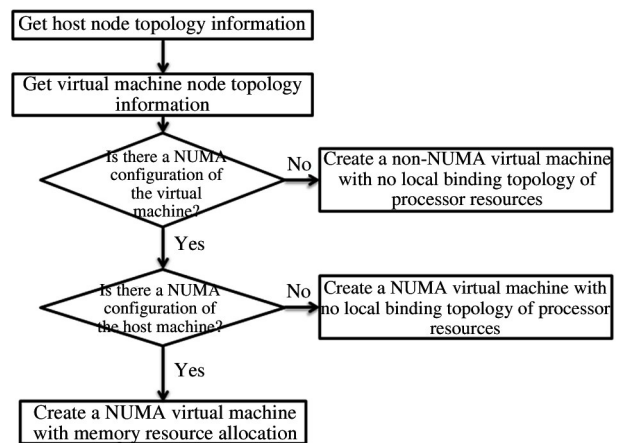 Get host node topology information
Get virtual machine node topology
information
Is there a NUMA
configuration of
the virtual
machine?
No
Create a non-NUMA virtual machine
with no local binding topology of
processor resources
Yes
Is there a NUMA
configuration of
the host machine?
No
Create a NUMA virtual machine with
no local binding topology of processor
resources
Yes
Create a NUMA virtual machine
with memory resource allocation